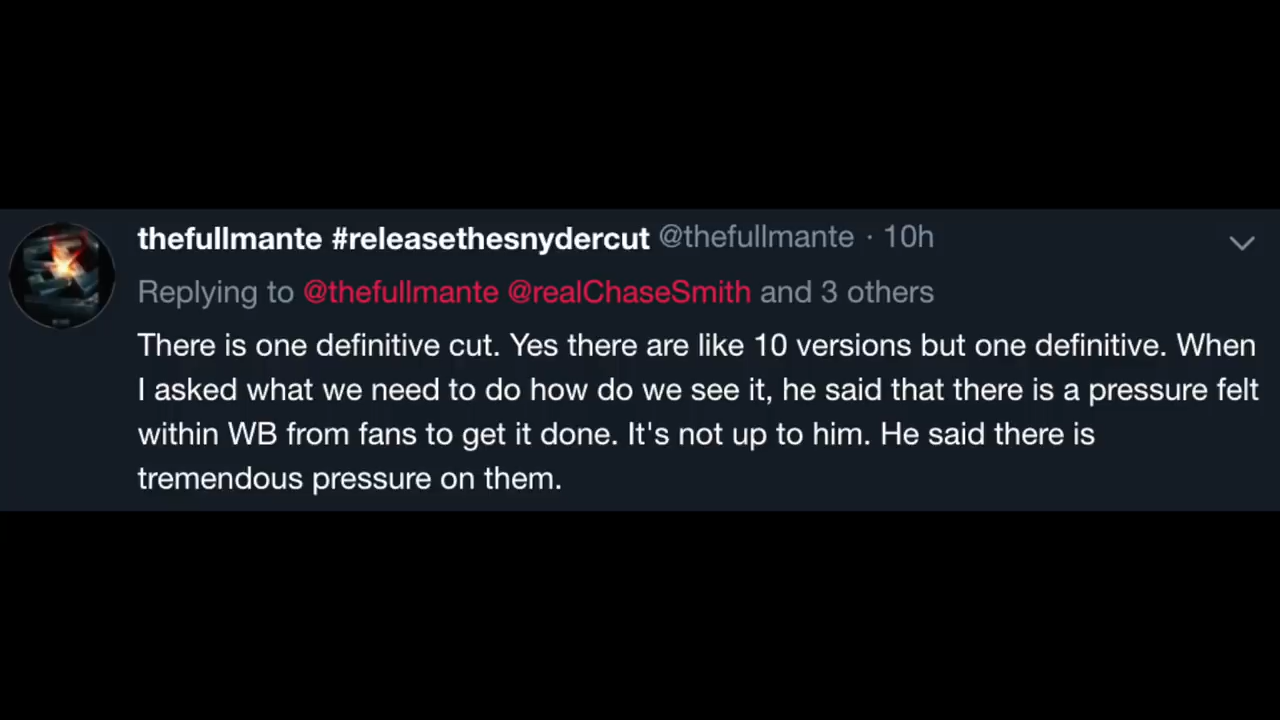 thefullmante #releasethesnydercut @thefullmante · 10h
Replying to @thefullmante @realChaseSmith and 3 others
There is one definitive cut. Yes there are like 10 versions but one definitive. When
I asked what we need to do how do we see it, he said that there is a pressure felt
within WB from fans to get it done. It's not up to him. He said there is
tremendous pressure on them.